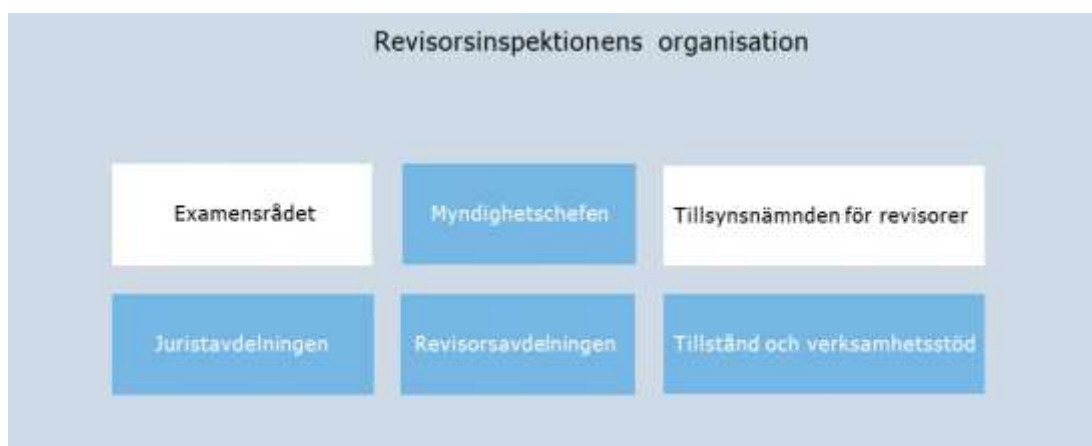 Revisorsinspektionens organisation
Examensrådet
Myndighetschefen
Tillsynsnämnden för revisorer
Juristavdelningen
Revisorsavdelningen
Tillstånd och verksamhetsstöd